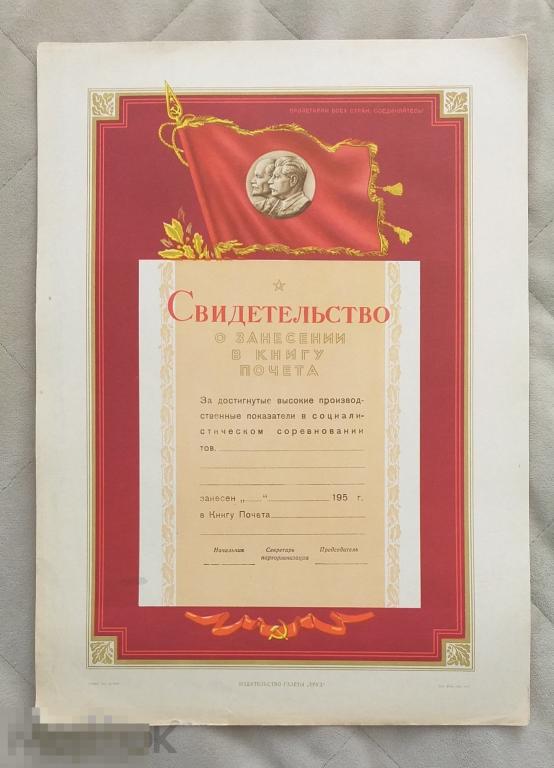 ПРОЛЕТАРИИ ВСЕХ СТРАН, СОЕДИНЯЙТЕСЬ!
СВИДЕТЕЛЬСТВО
О ЗАНЕСЕНИИ
В КНИГУ
ПОЧЕТА
За достигнутые высокие производ-
ственные показатели в социали-
стическом соревновании
тов.
занесен „ “ 195 г.
в Книгу Почета
Начальник Секретарь Председатель
парторганизации
ИЗДАТЕЛЬСТВО ГАЗЕТЫ „ТРУД“